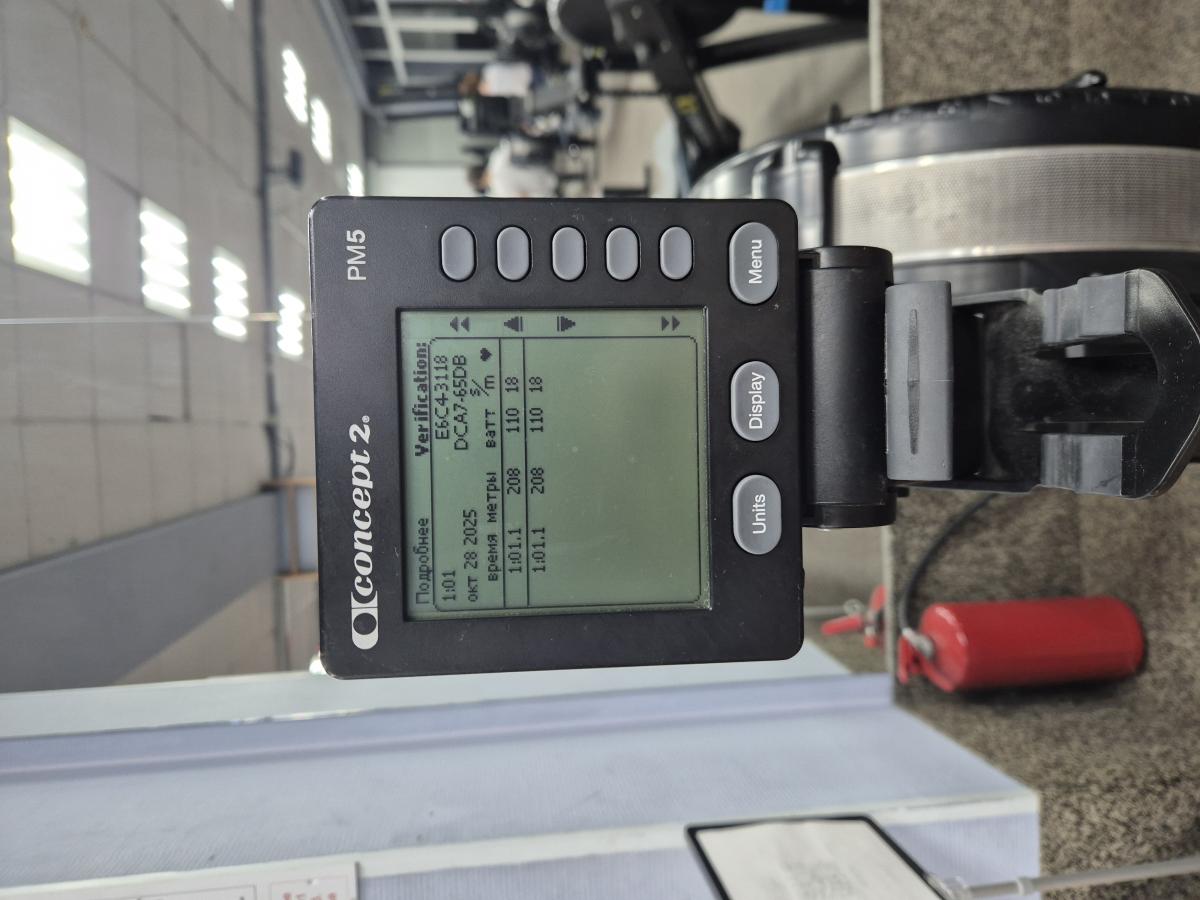 concept 2®
PM5
Подробнее Verification:
1:01 E6C4-3118
окт 28 2025 DCA7-65DB
время метры ватт s/m ♥
1:01.1 208 110 18
1:01.1 208 110 18
Units
Display
Menu